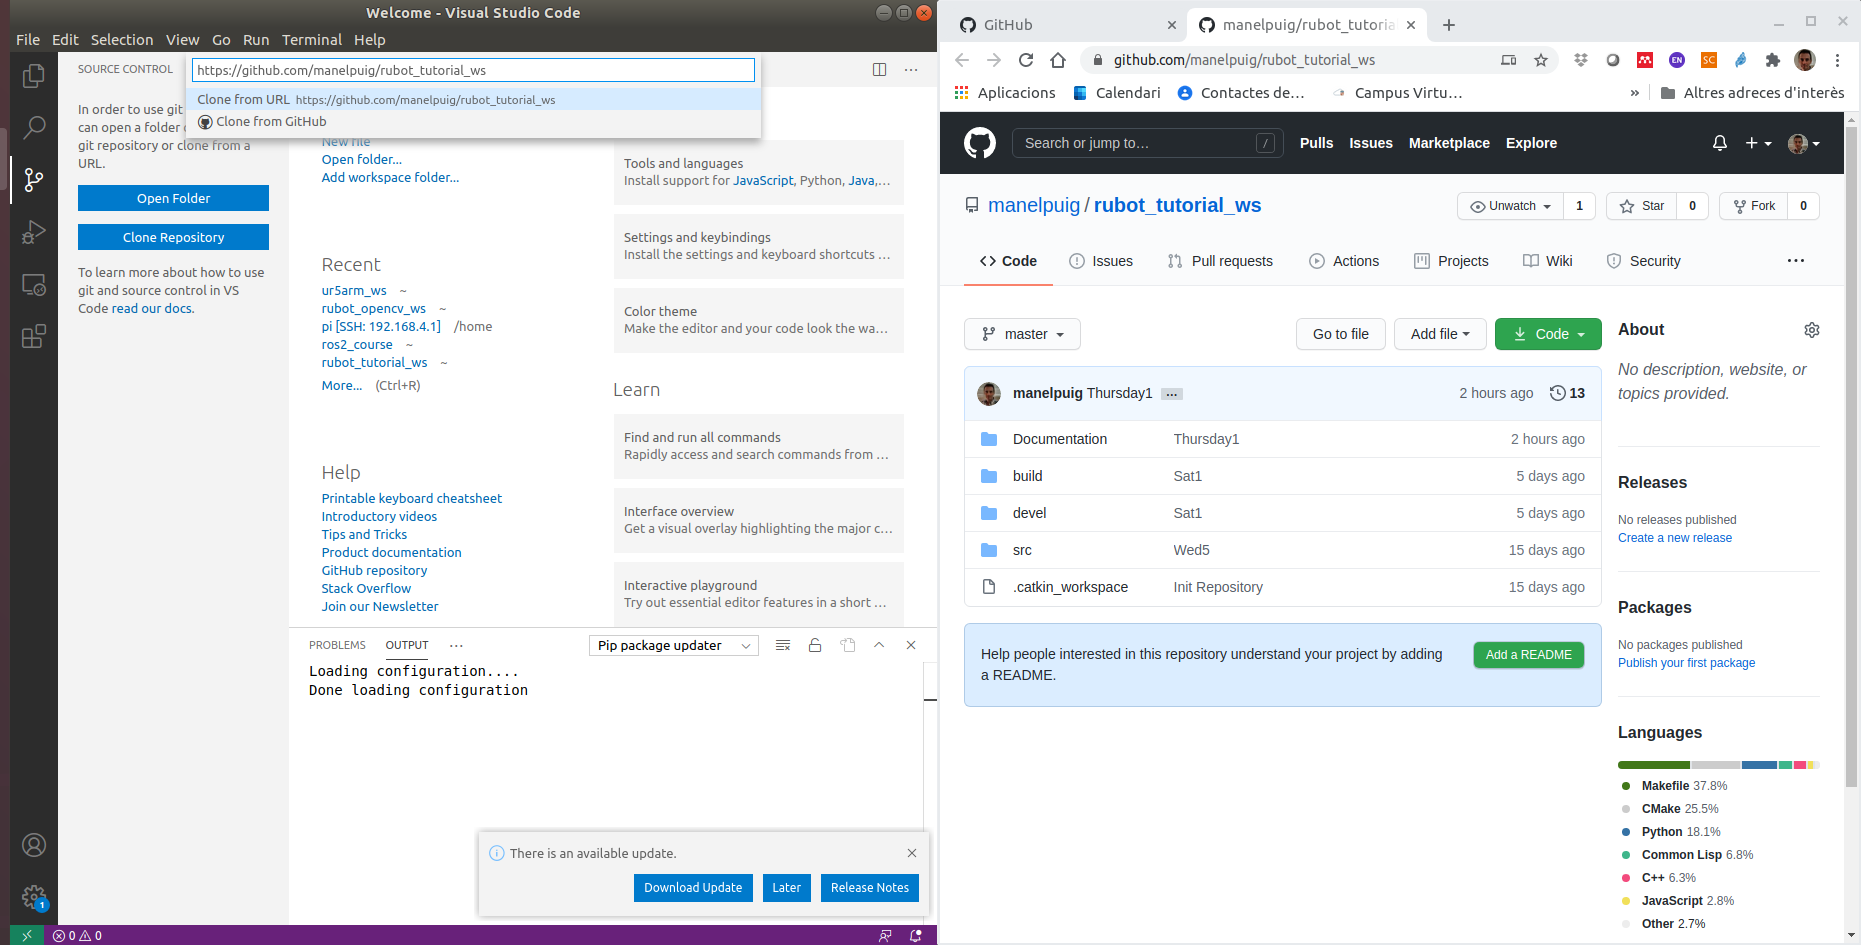 Welcome - Visual Studio Code
File Edit Selection View Go Run Terminal Help
SOURCE CONTROL
https://github.com/manelpuig/rubot_tutorial_ws
Clone from URL https://github.com/manelpuig/rubot_tutorial_ws
Clone from GitHub
In order to use git
can open a folder
git repository or clone from a
URL.
Open Folder
Clone Repository
To learn more about how to use
git and source control in VS
Code read our docs.
New file
Open folder...
Add workspace folder...
Recent
ur5arm_ws ~
rubot_opencv_ws ~
pi [SSH: 192.168.4.1] /home
ros2_course ~
rubot_tutorial_ws ~
More... (Ctrl+R)
Help
Printable keyboard cheatsheet
Introductory videos
Tips and Tricks
Product documentation
GitHub repository
Stack Overflow
Join our Newsletter
Tools and languages
Install support for JavaScript, Python, Java,...
Settings and keybindings
Install the settings and keyboard shortcuts ...
Color theme
Make the editor and your code look the wa...
Learn
Find and run all commands
Rapidly access and search commands from ...
Interface overview
Get a visual overlay highlighting the major c...
Interactive playground
Try out essential editor features in a short ...
PROBLEMS OUTPUT ...
Pip package updater
Loading configuration....
Done loading configuration
There is an available update.
Download Update Later Release Notes
1
0 0
GitHub
manelpuig/rubot_tutoria
github.com/manelpuig/rubot_tutorial_ws
EN
SC
Aplicacions Calendari Contactes de... Campus Virtu... » Altres adreces d'interès
Search or jump to… /
Pulls Issues Marketplace Explore
manelpuig / rubot_tutorial_ws
Unwatch 1 Star 0 Fork 0
Code Issues Pull requests Actions Projects Wiki Security ...
master Go to file Add file Code
manelpuig Thursday1 ... 2 hours ago 13
Documentation Thursday1 2 hours ago
build Sat1 5 days ago
devel Sat1 5 days ago
src Wed5 15 days ago
.catkin_workspace Init Repository 15 days ago
Help people interested in this repository understand your project by adding
a README.
Add a README
About
No description, website, or
topics provided.
Releases
No releases published
Create a new release
Packages
No packages published
Publish your first package
Languages
Makefile 37.8%
CMake 25.5%
Python 18.1%
Common Lisp 6.8%
C++ 6.3%
JavaScript 2.8%
Other 2.7%